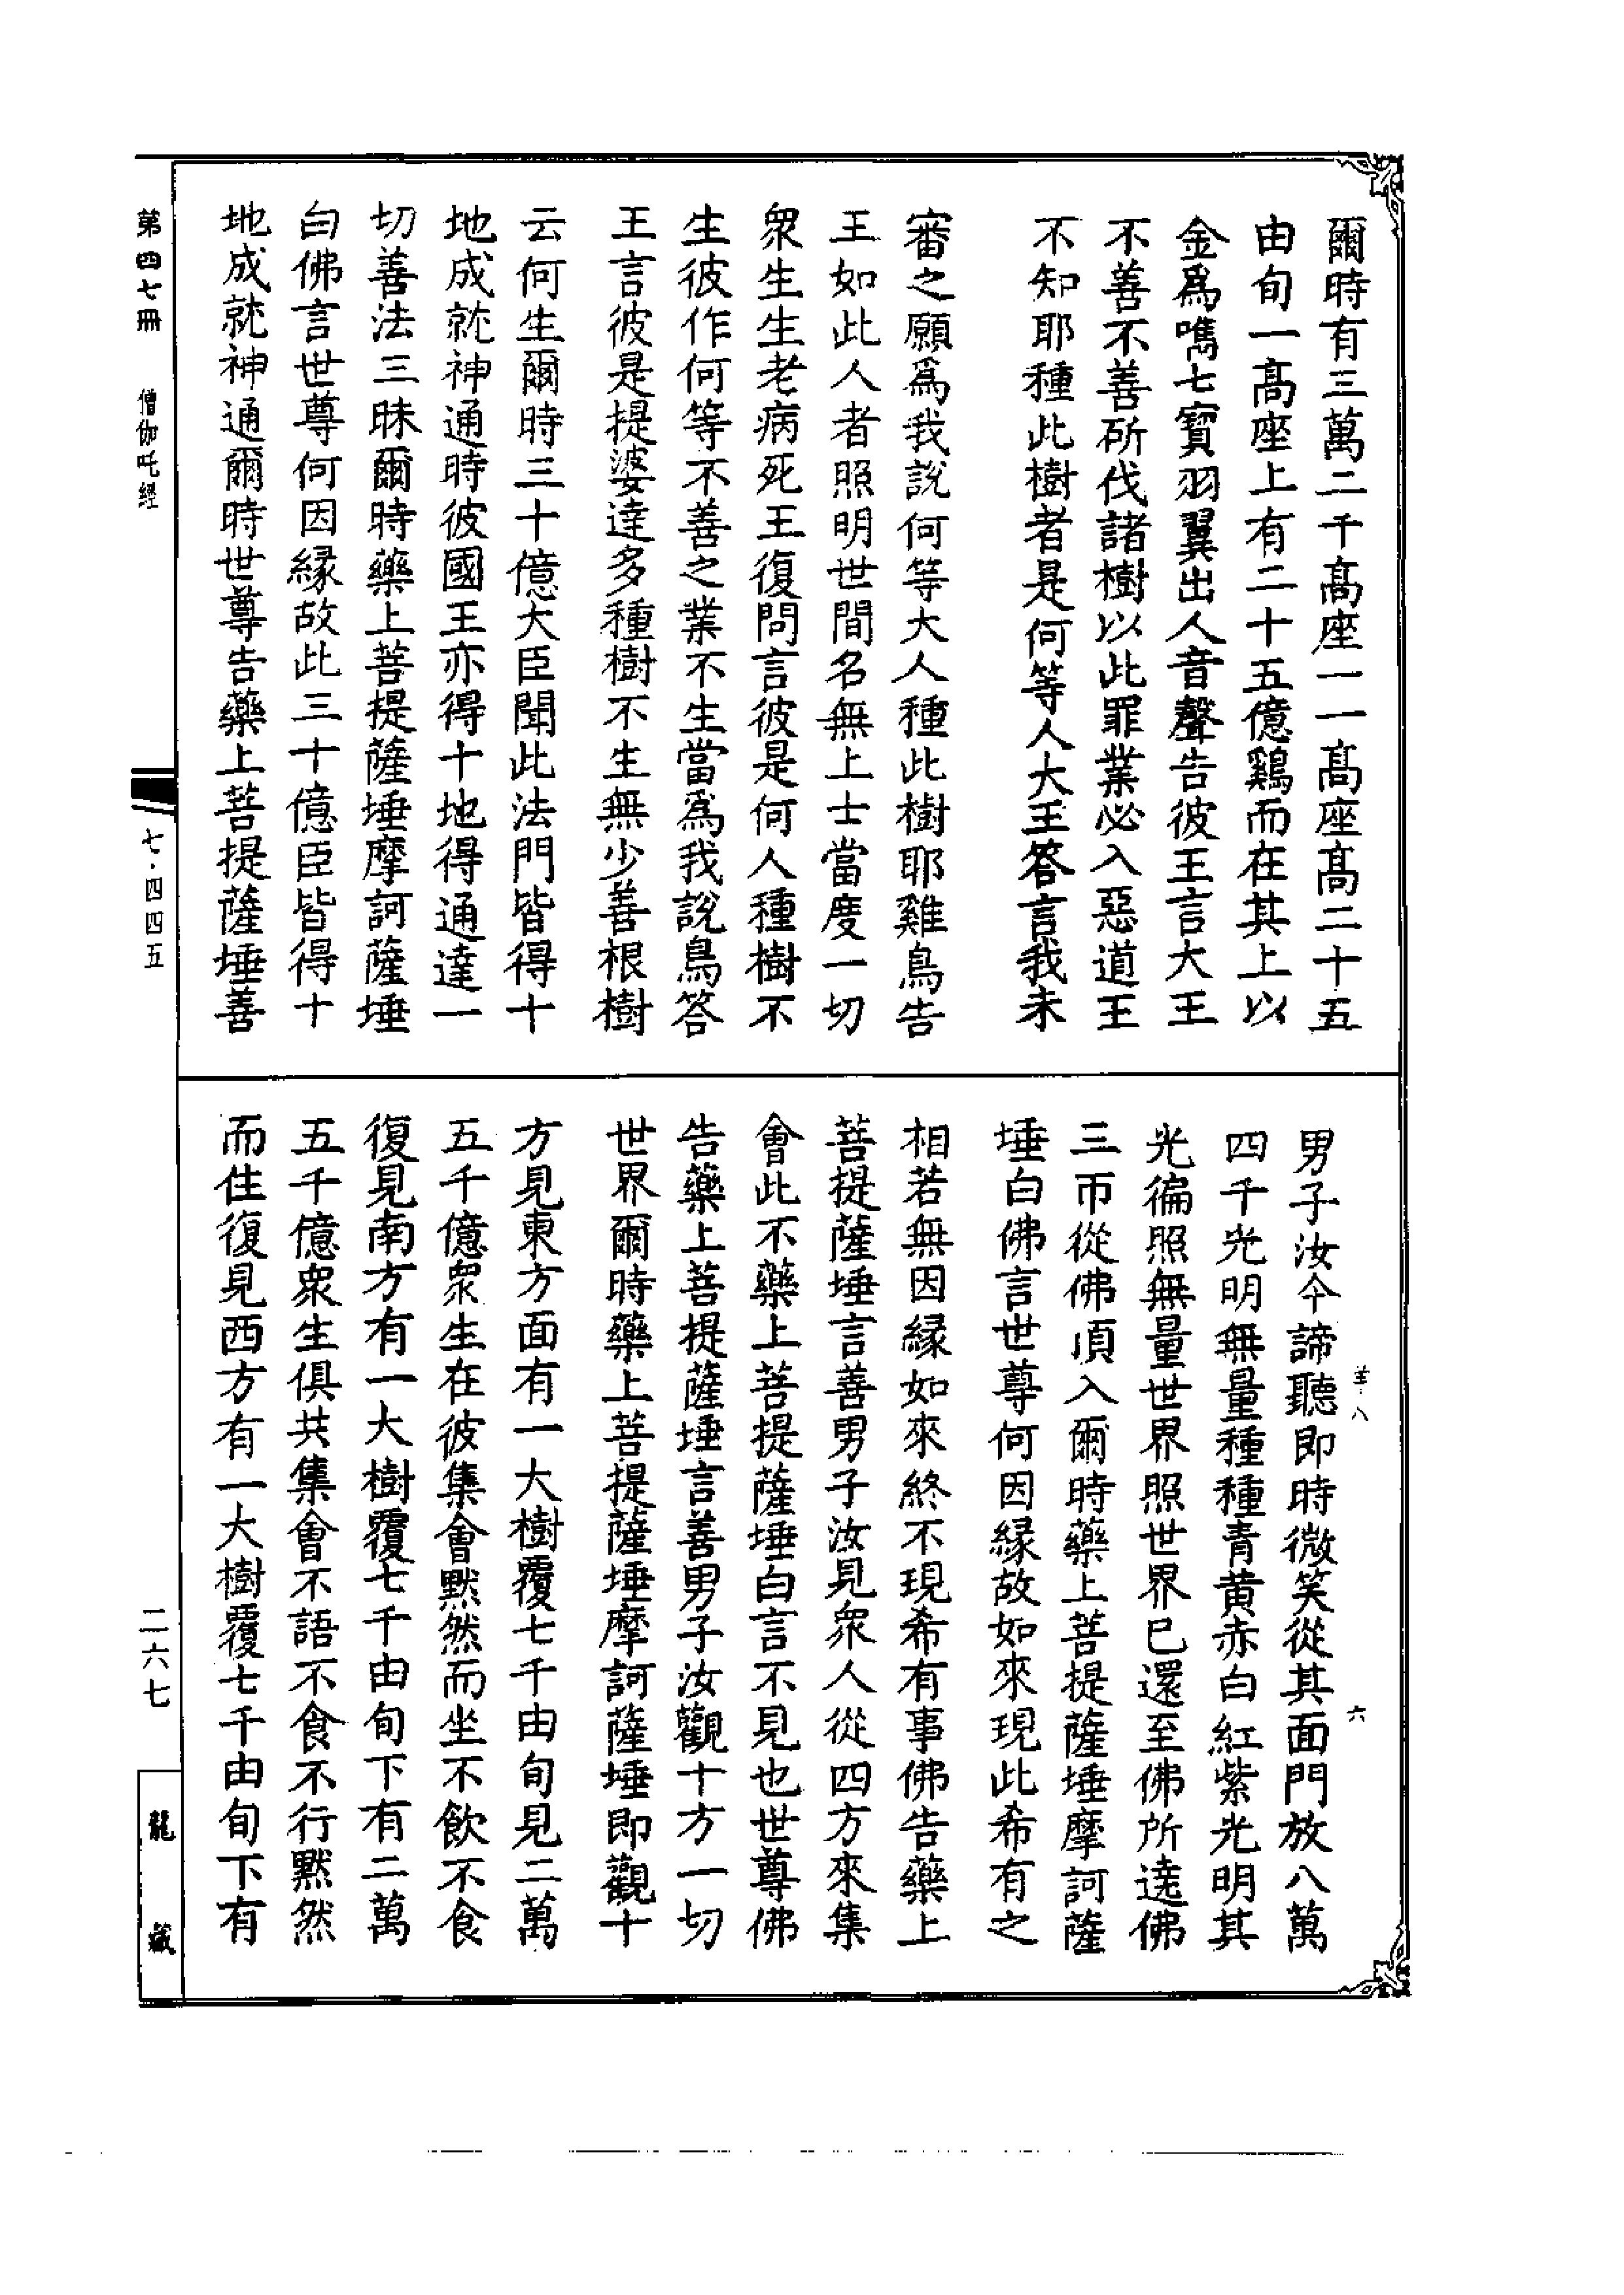 爾時有三萬二千高座一一高座高二十五
由旬一高座上有二十五億鷄而在其上以
金爲嘴七寶羽翼出人音聲告彼王言大王
不善不善斫伐諸樹以此罪業必入惡道王
不知耶種此樹者是何等人大王答言我未
審之願爲我說何等大人種此樹耶雞鳥告
王如此人者照明世間名無上士當度一切
衆生生老病死王復問言彼是何人種樹不
生彼作何等不善之業不生當爲我說鳥答
王言彼是提婆達多種樹不生無少善根樹
云何生爾時三十億大臣聞此法門皆得十
地成就神通時彼國王亦得十地得通達一
切善法三昧爾時藥上菩提薩埵摩訶薩埵
白佛言世尊何因緣故此三十億臣皆得十
地成就神通爾時世尊告藥上菩提薩埵善
男子汝今諦聽即時微笑從其面門放八萬
四千光明無量種種青黄赤白紅紫光明其
光徧照無量世界照世界已還至佛所遶佛
三帀從佛頂入爾時藥上菩提薩埵摩訶薩
埵白佛言世尊何因緣故如來現此希有之
相若無因緣如來終不現希有事佛告藥上
菩提薩埵言善男子汝見衆人從四方來集
會此不藥上菩提薩埵白言不見也世尊佛
告藥上菩提薩埵言善男子汝觀十方一切
世界爾時藥上菩提薩埵摩訶薩埵即觀十
方見東方面有一大樹覆七千由旬見二萬
五千億衆生在彼集會默然而坐不飲不食
復見南方有一大樹覆七千由旬下有二萬
五千億衆生俱共集會不語不食不行默然
而住復見西方有一大樹覆七千由旬下有
八
六
第四七冊 僧伽吒經
七·四四五
二六七
龍藏